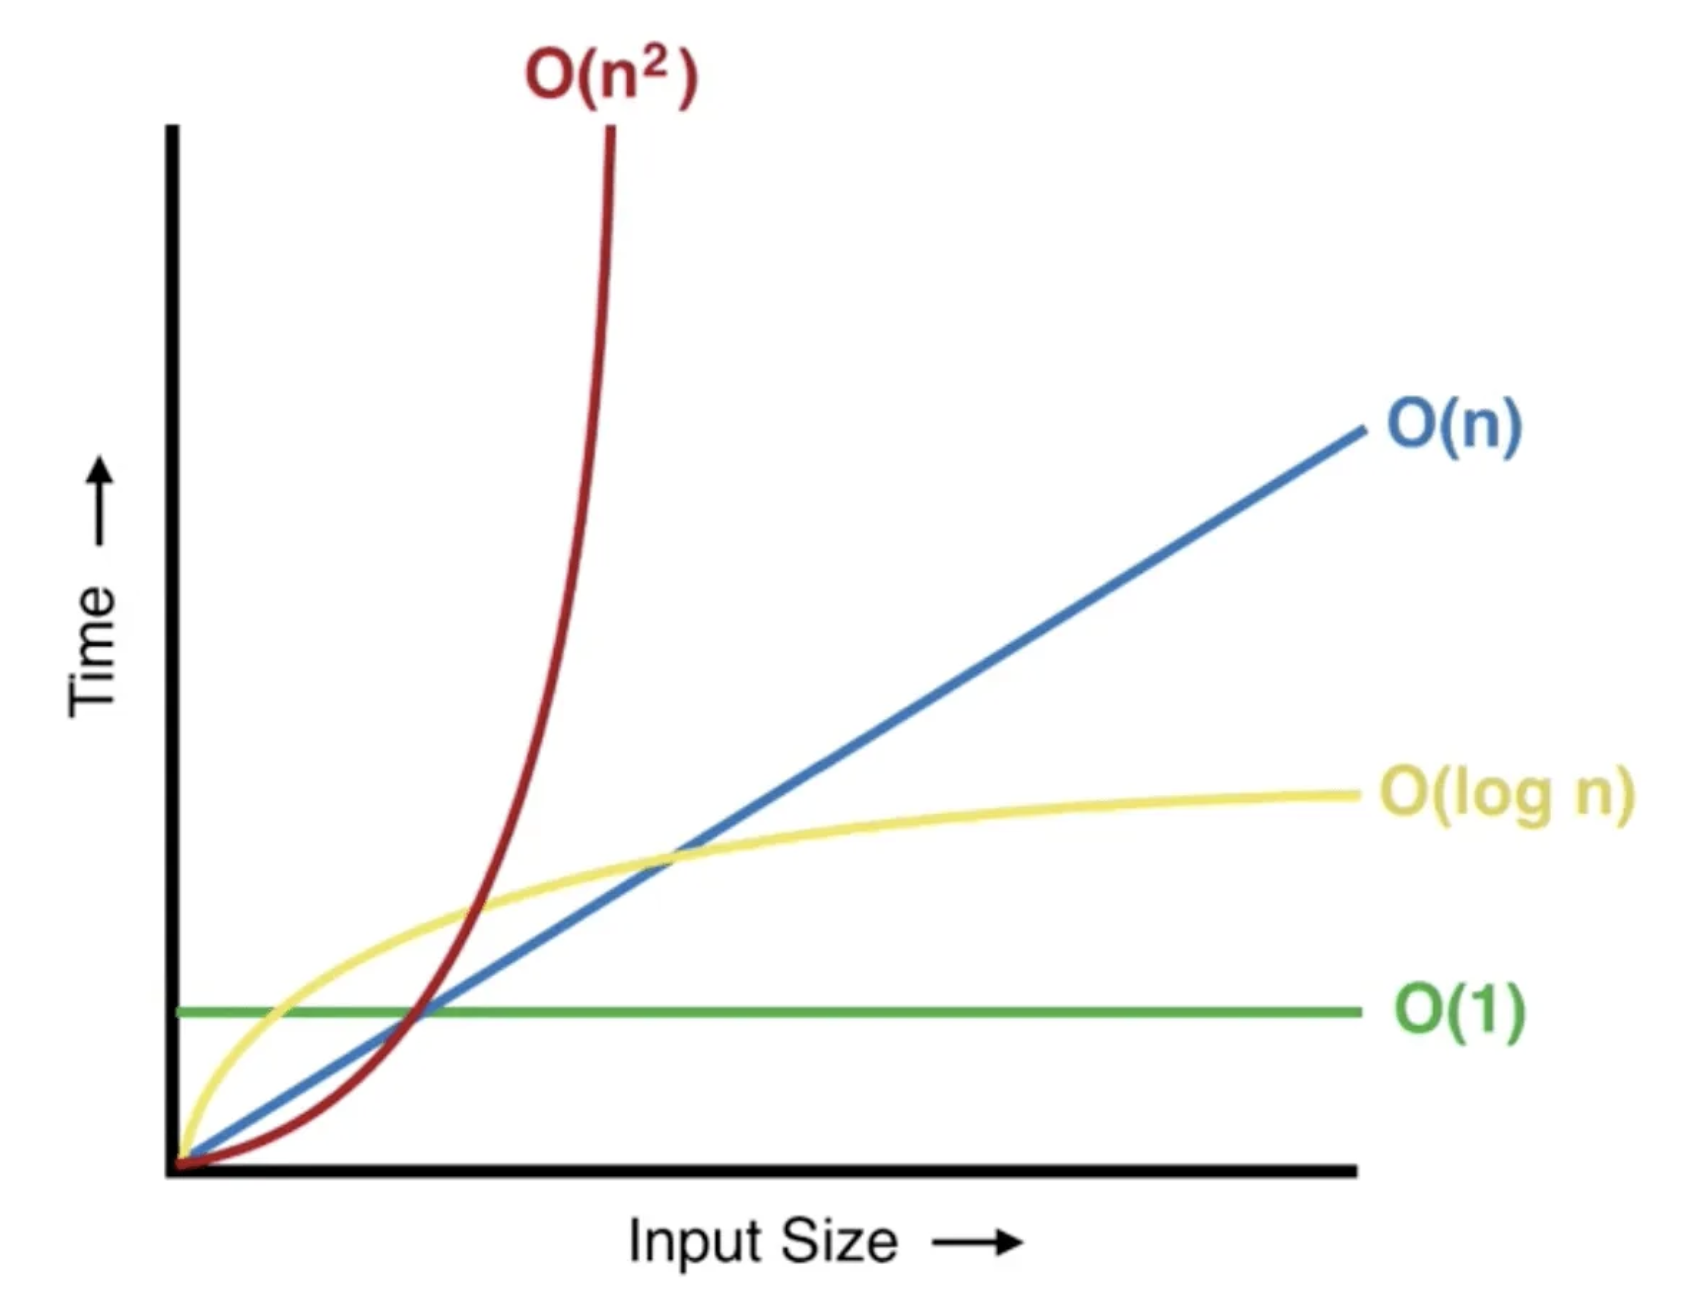 O(n²)
O(n)
Time
O(log n)
O(1)
Input Size